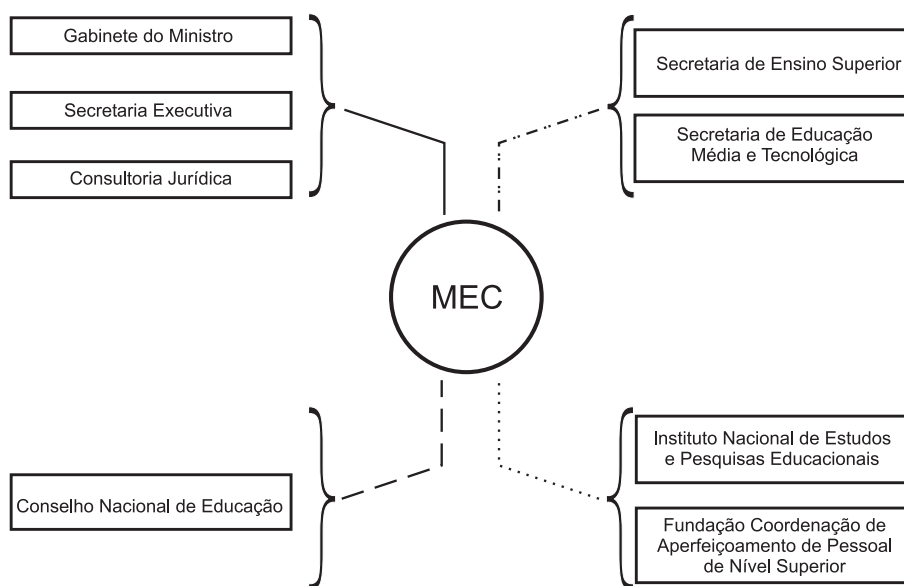 Gabinete do Ministro
Secretaria Executiva
Consultoria Jurídica
Secretaria de Ensino Superior
Secretaria de Educação
Média e Tecnológica
MEC
Conselho Nacional de Educação
Instituto Nacional de Estudos
e Pesquisas Educacionais
Fundação Coordenação de
Aperfeiçoamento de Pessoal
de Nível Superior